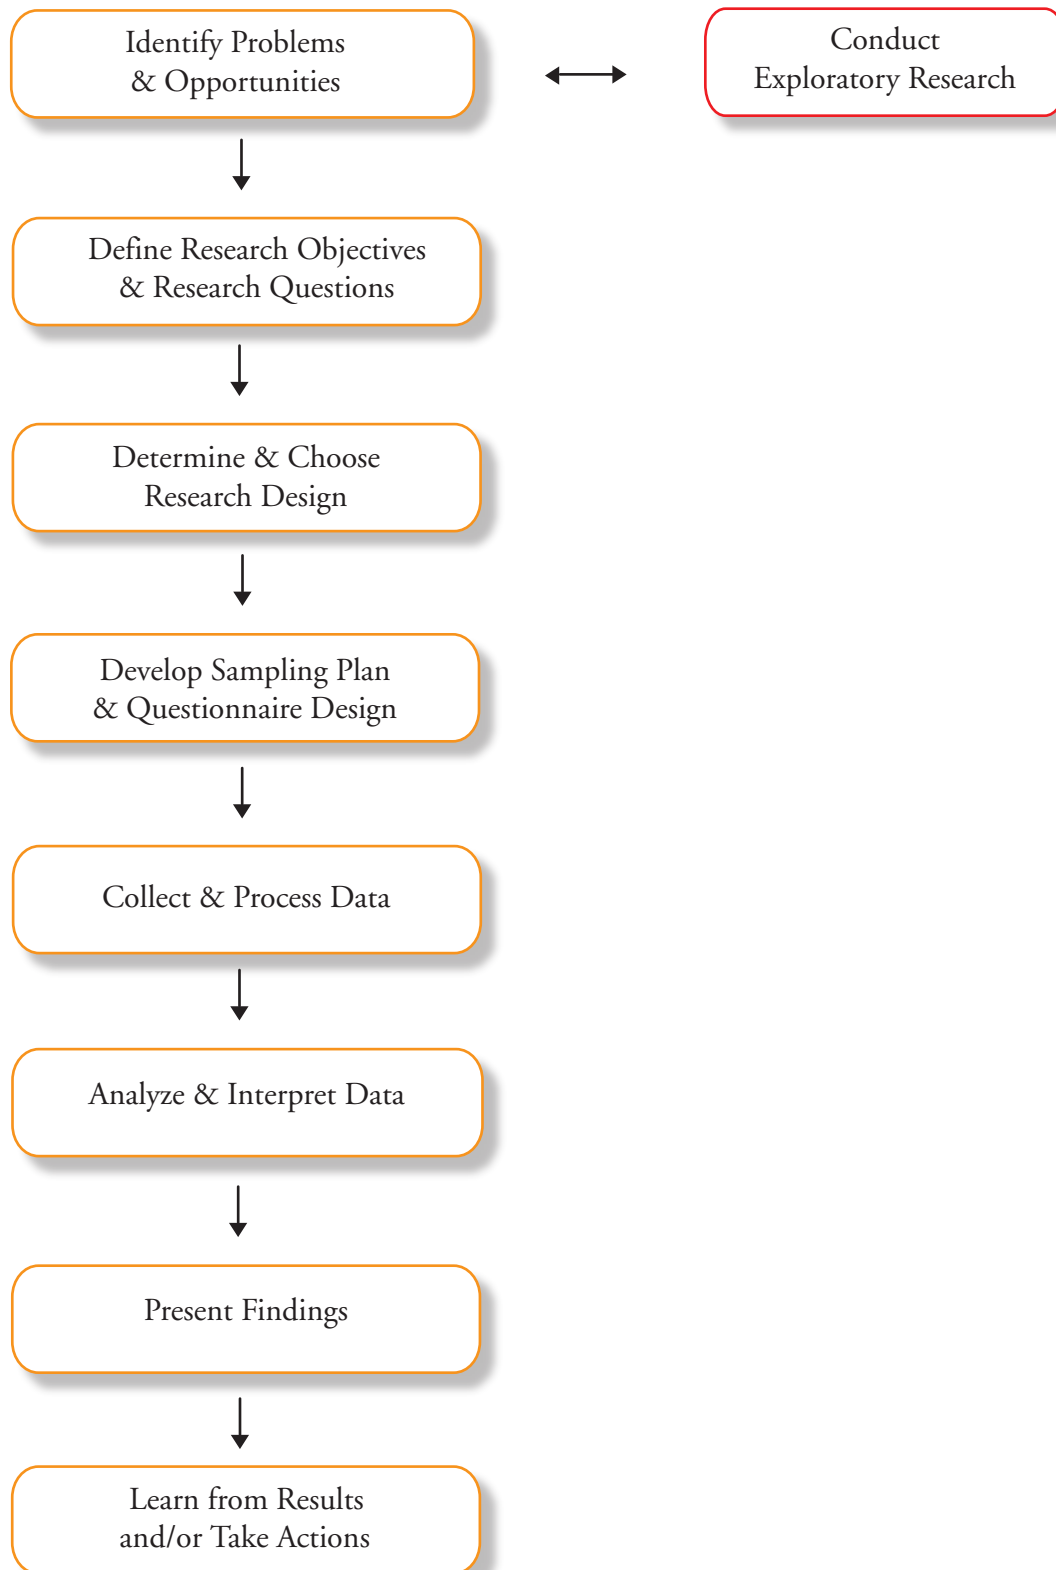 Identify Problems
& Opportunities
Conduct
Exploratory Research
Define Research Objectives
& Research Questions
Determine & Choose
Research Design
Develop Sampling Plan
& Questionnaire Design
Collect & Process Data
Analyze & Interpret Data
Present Findings
Learn from Results
and/or Take Actions